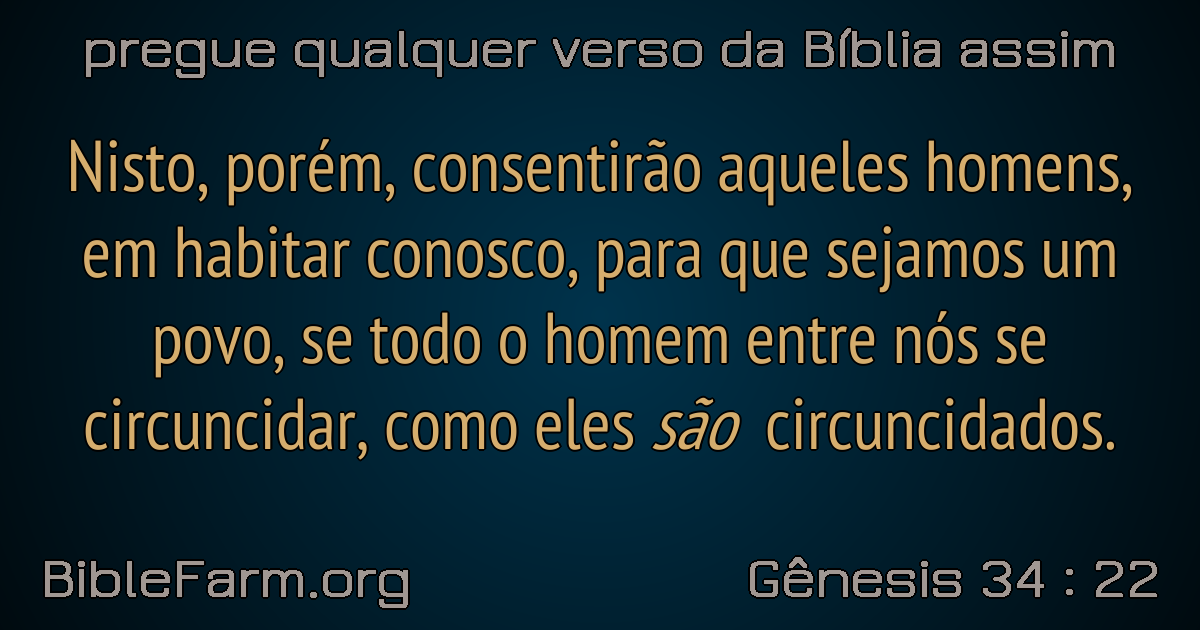 pregue qualquer verso da Bíblia assim
Nisto, porém, consentirão aqueles homens,
em habitar conosco, para que sejamos um
povo, se todo o homem entre nós se
circuncidar, como eles são circuncidados.
BibleFarm.org
Gênesis 34 : 22